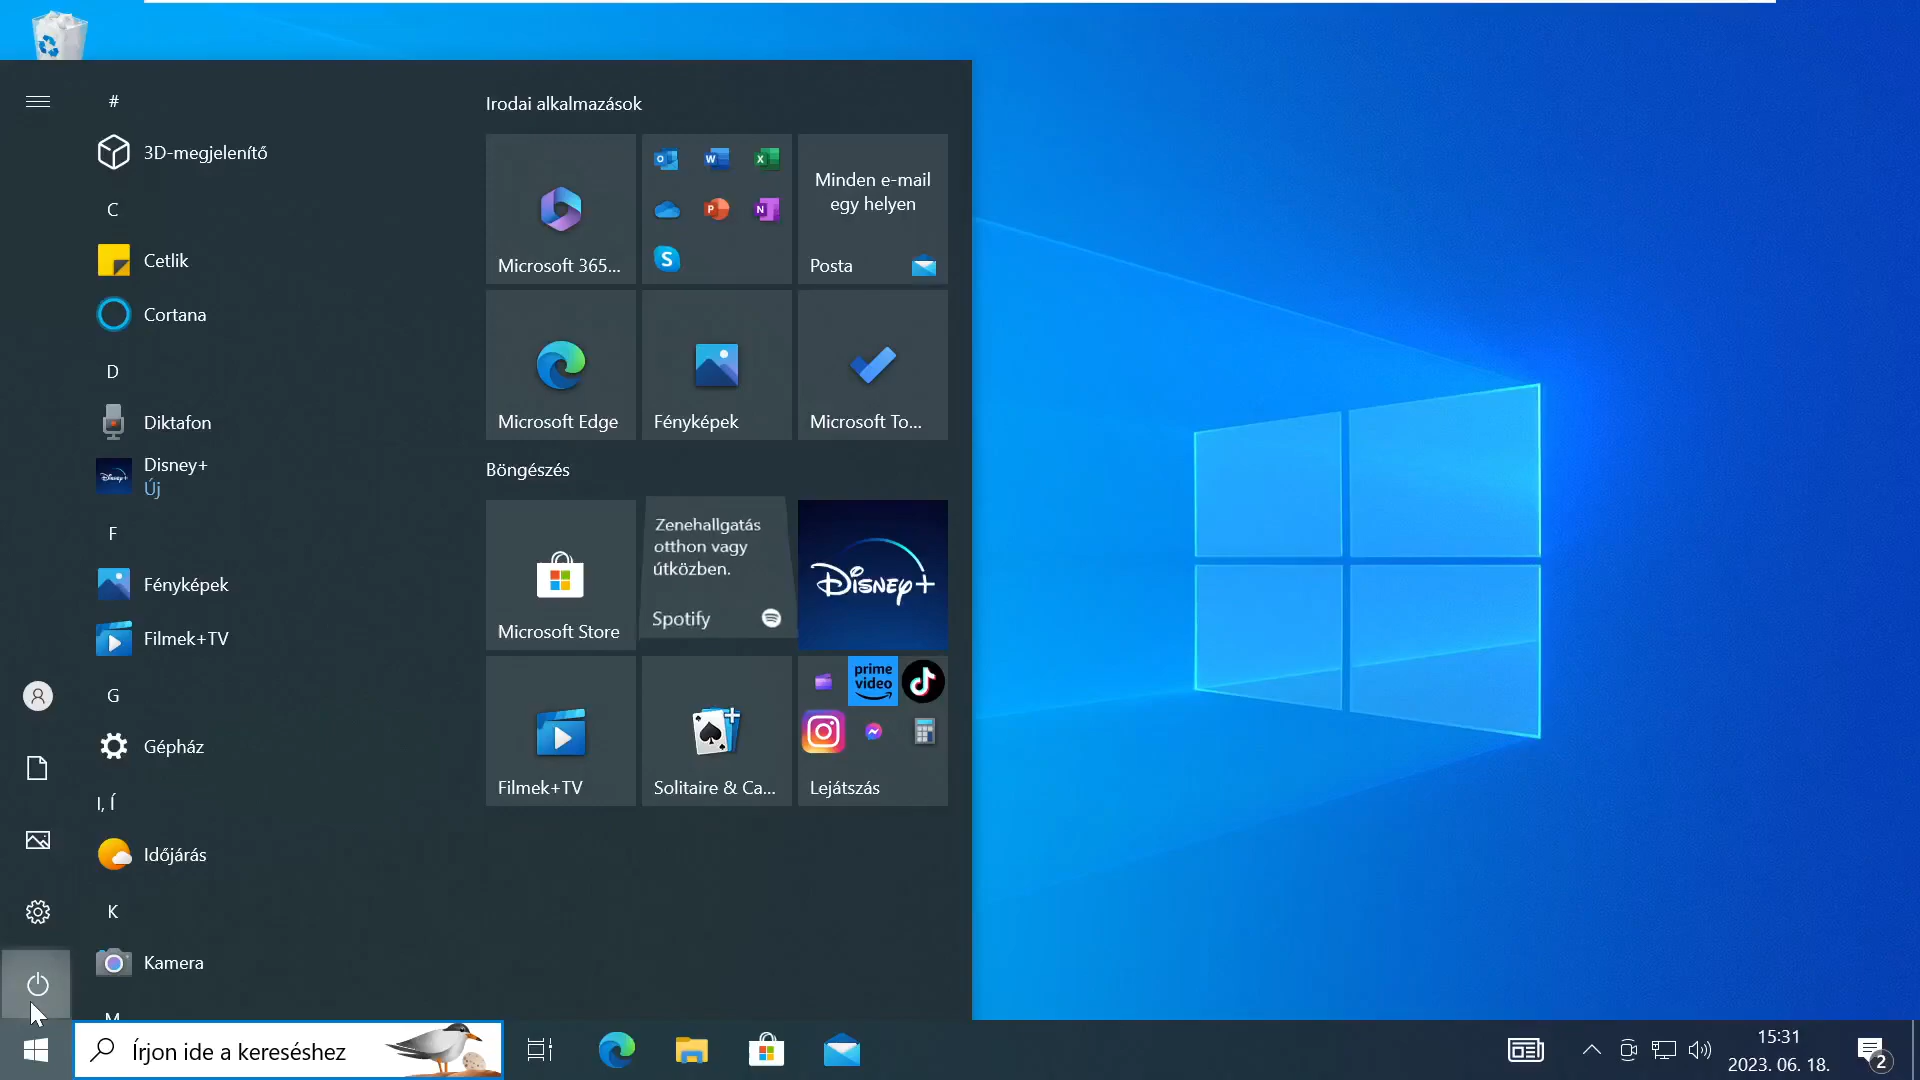 #
3D-megjelenítő
C
Cetlik
Cortana
D
Diktafon
Disney+
Új
F
Fényképek
Filmek+TV
G
Gépház
I, Í
Időjárás
K
Kamera
M
Irodai alkalmazások
Microsoft 365...
Minden e-mail
egy helyen
Posta
Microsoft Edge
Fényképek
Microsoft To...
Böngészés
Microsoft Store
Zenehallgatás
otthon vagy
útközben.
Spotify
Disney+
Filmek+TV
Solitaire & Ca...
prime
video
Lejátszás
Írjon ide a kereséshez
15:31
2023. 06. 18.
2